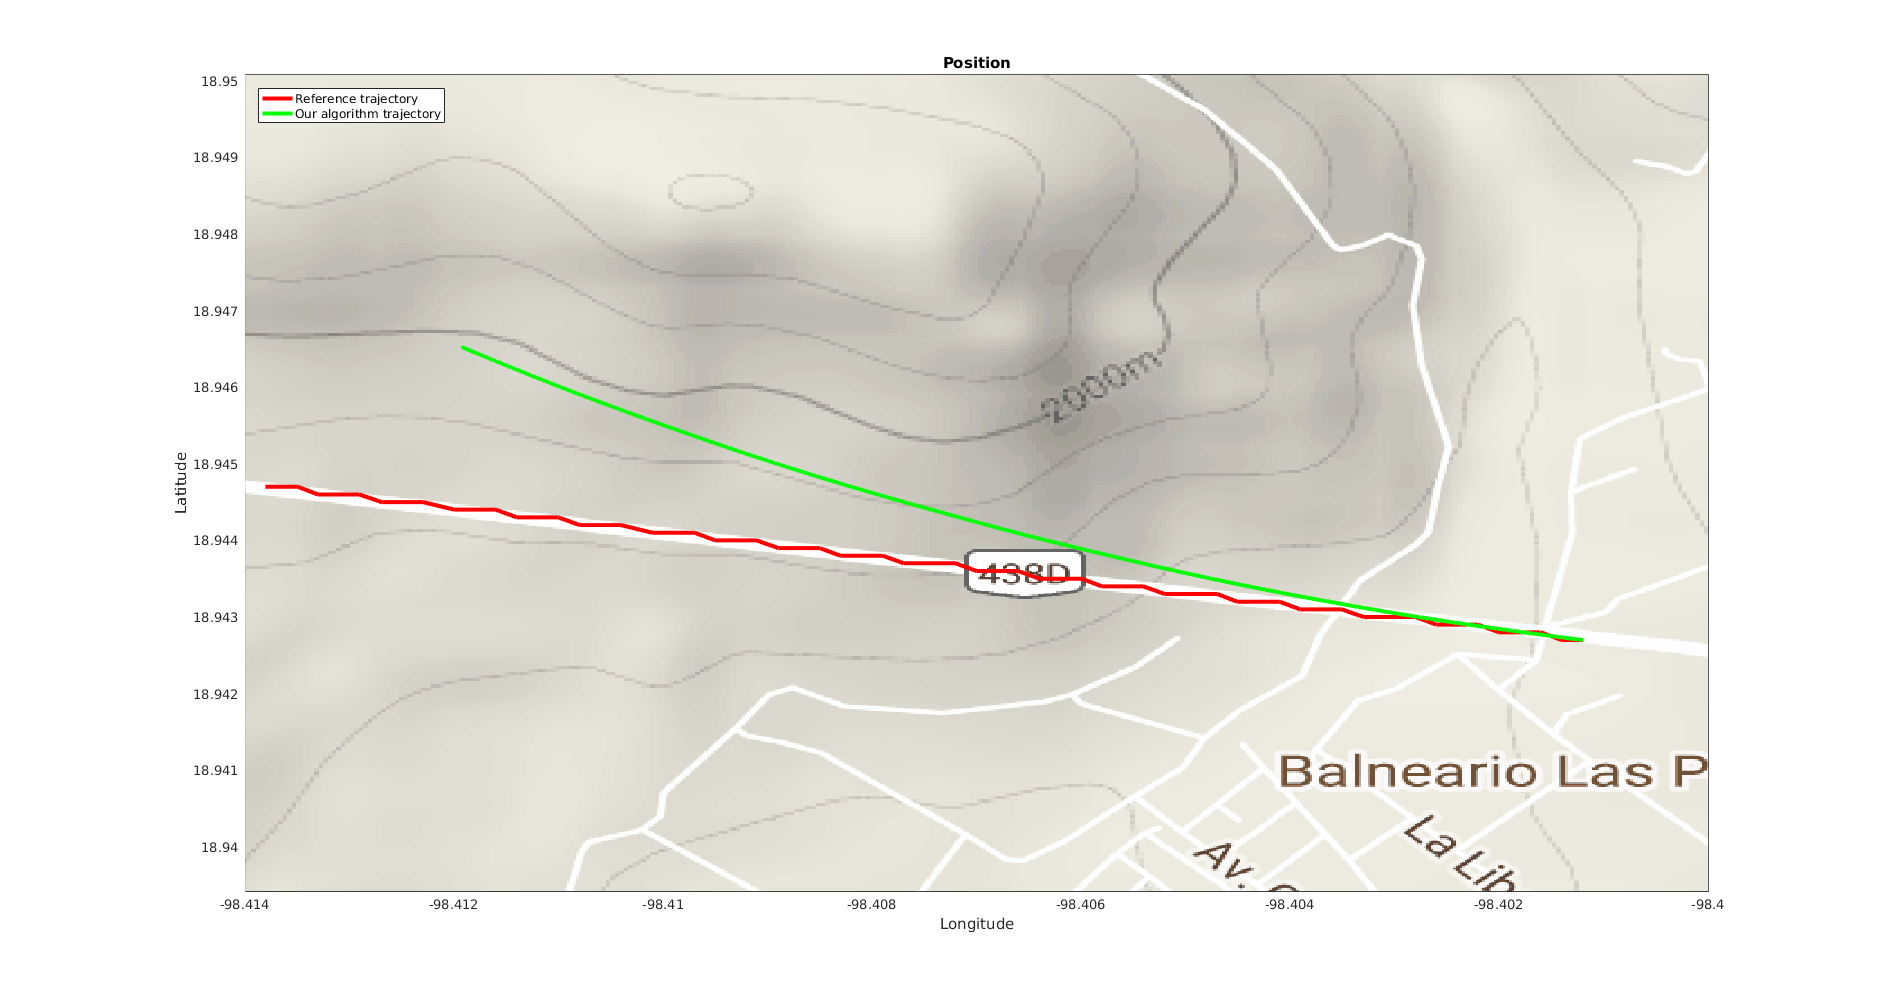 Position
18.95
18.949
18.948
18.947
18.946
18.945
18.944
18.943
18.942
18.941
18.94
Latitude
Reference trajectory
Our algorithm trajectory
2000m
438D
Balneario Las P
La Lib
Av.
-98.414
-98.412
-98.41
-98.408
-98.406
-98.404
-98.402
-98.4
Longitude